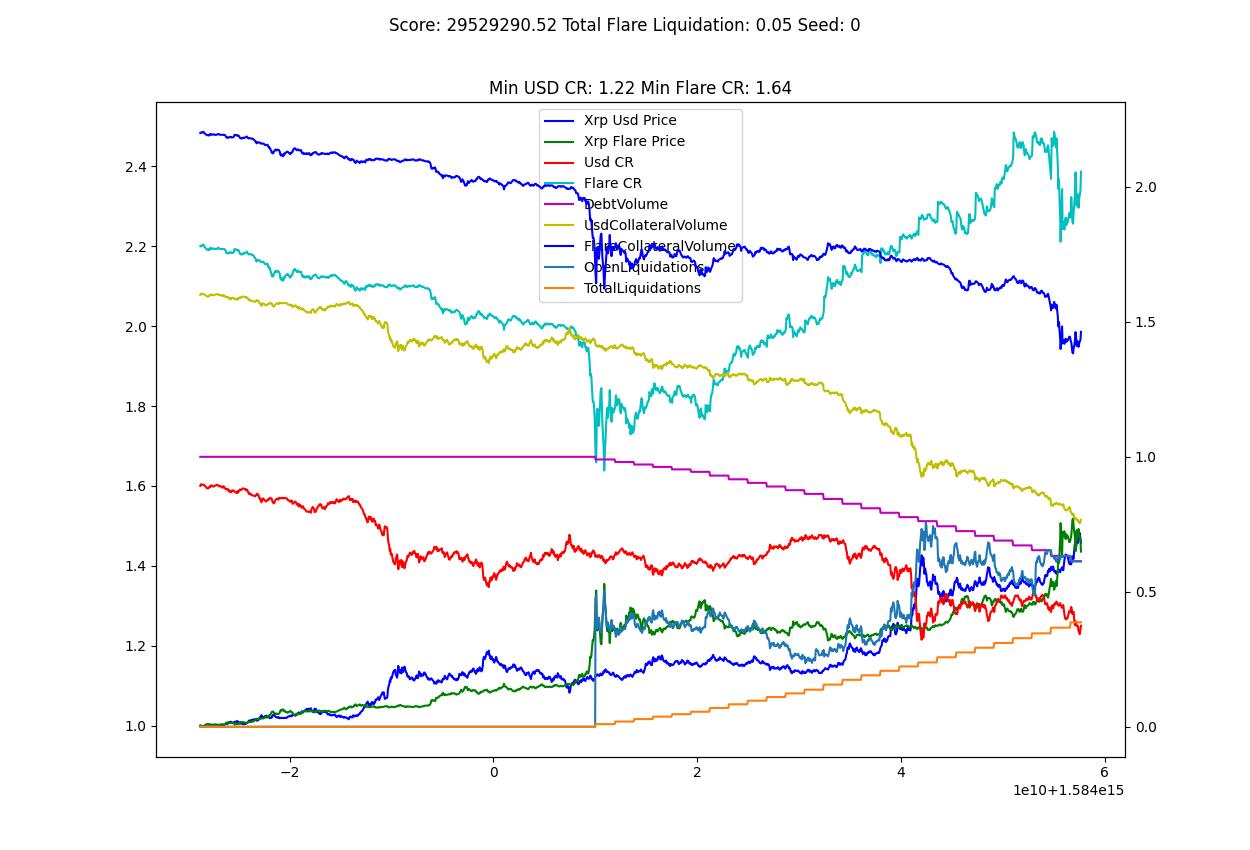 Score: 29529290.52 Total Flare Liquidation: 0.05 Seed: 0
Min USD CR: 1.22 Min Flare CR: 1.64
Xrp Usd Price
Xrp Flare Price
Usd CR
Flare CR
DebtVolume
UsdCollateralVolume
FlareCollateralVolume
OpenLiquidations
TotalLiquidations
2.4
2.2
2.0
1.8
1.6
1.4
1.2
1.0
2.0
1.5
1.0
0.5
0.0
−2
0
2
4
6
1e10+1.584e15